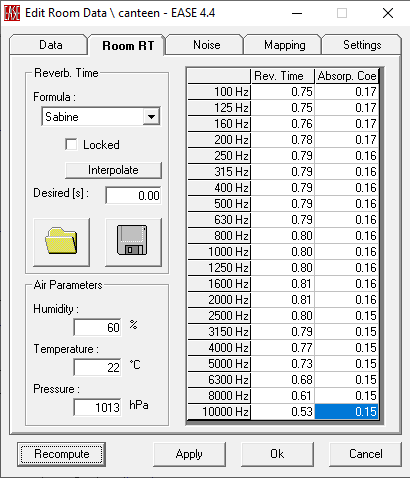 EASE Edit Room Data \ canteen - EASE 4.4
Data Room RT Noise Mapping Settings
Reverb. Time
Formula :
Sabine
Locked
Interpolate
Desired [s] : 0.00
Air Parameters
Humidity :
60 %
Temperature :
22 °C
Pressure :
1013 hPa
Rev. Time Absorp. Coe
100 Hz 0.75 0.17
125 Hz 0.75 0.17
160 Hz 0.76 0.17
200 Hz 0.78 0.17
250 Hz 0.79 0.16
315 Hz 0.79 0.16
400 Hz 0.79 0.16
500 Hz 0.79 0.16
630 Hz 0.79 0.16
800 Hz 0.80 0.16
1000 Hz 0.80 0.16
1250 Hz 0.80 0.16
1600 Hz 0.81 0.16
2000 Hz 0.81 0.16
2500 Hz 0.80 0.15
3150 Hz 0.79 0.15
4000 Hz 0.77 0.15
5000 Hz 0.73 0.15
6300 Hz 0.68 0.15
8000 Hz 0.61 0.15
10000 Hz 0.53 0.15
Recompute Apply Ok Cancel